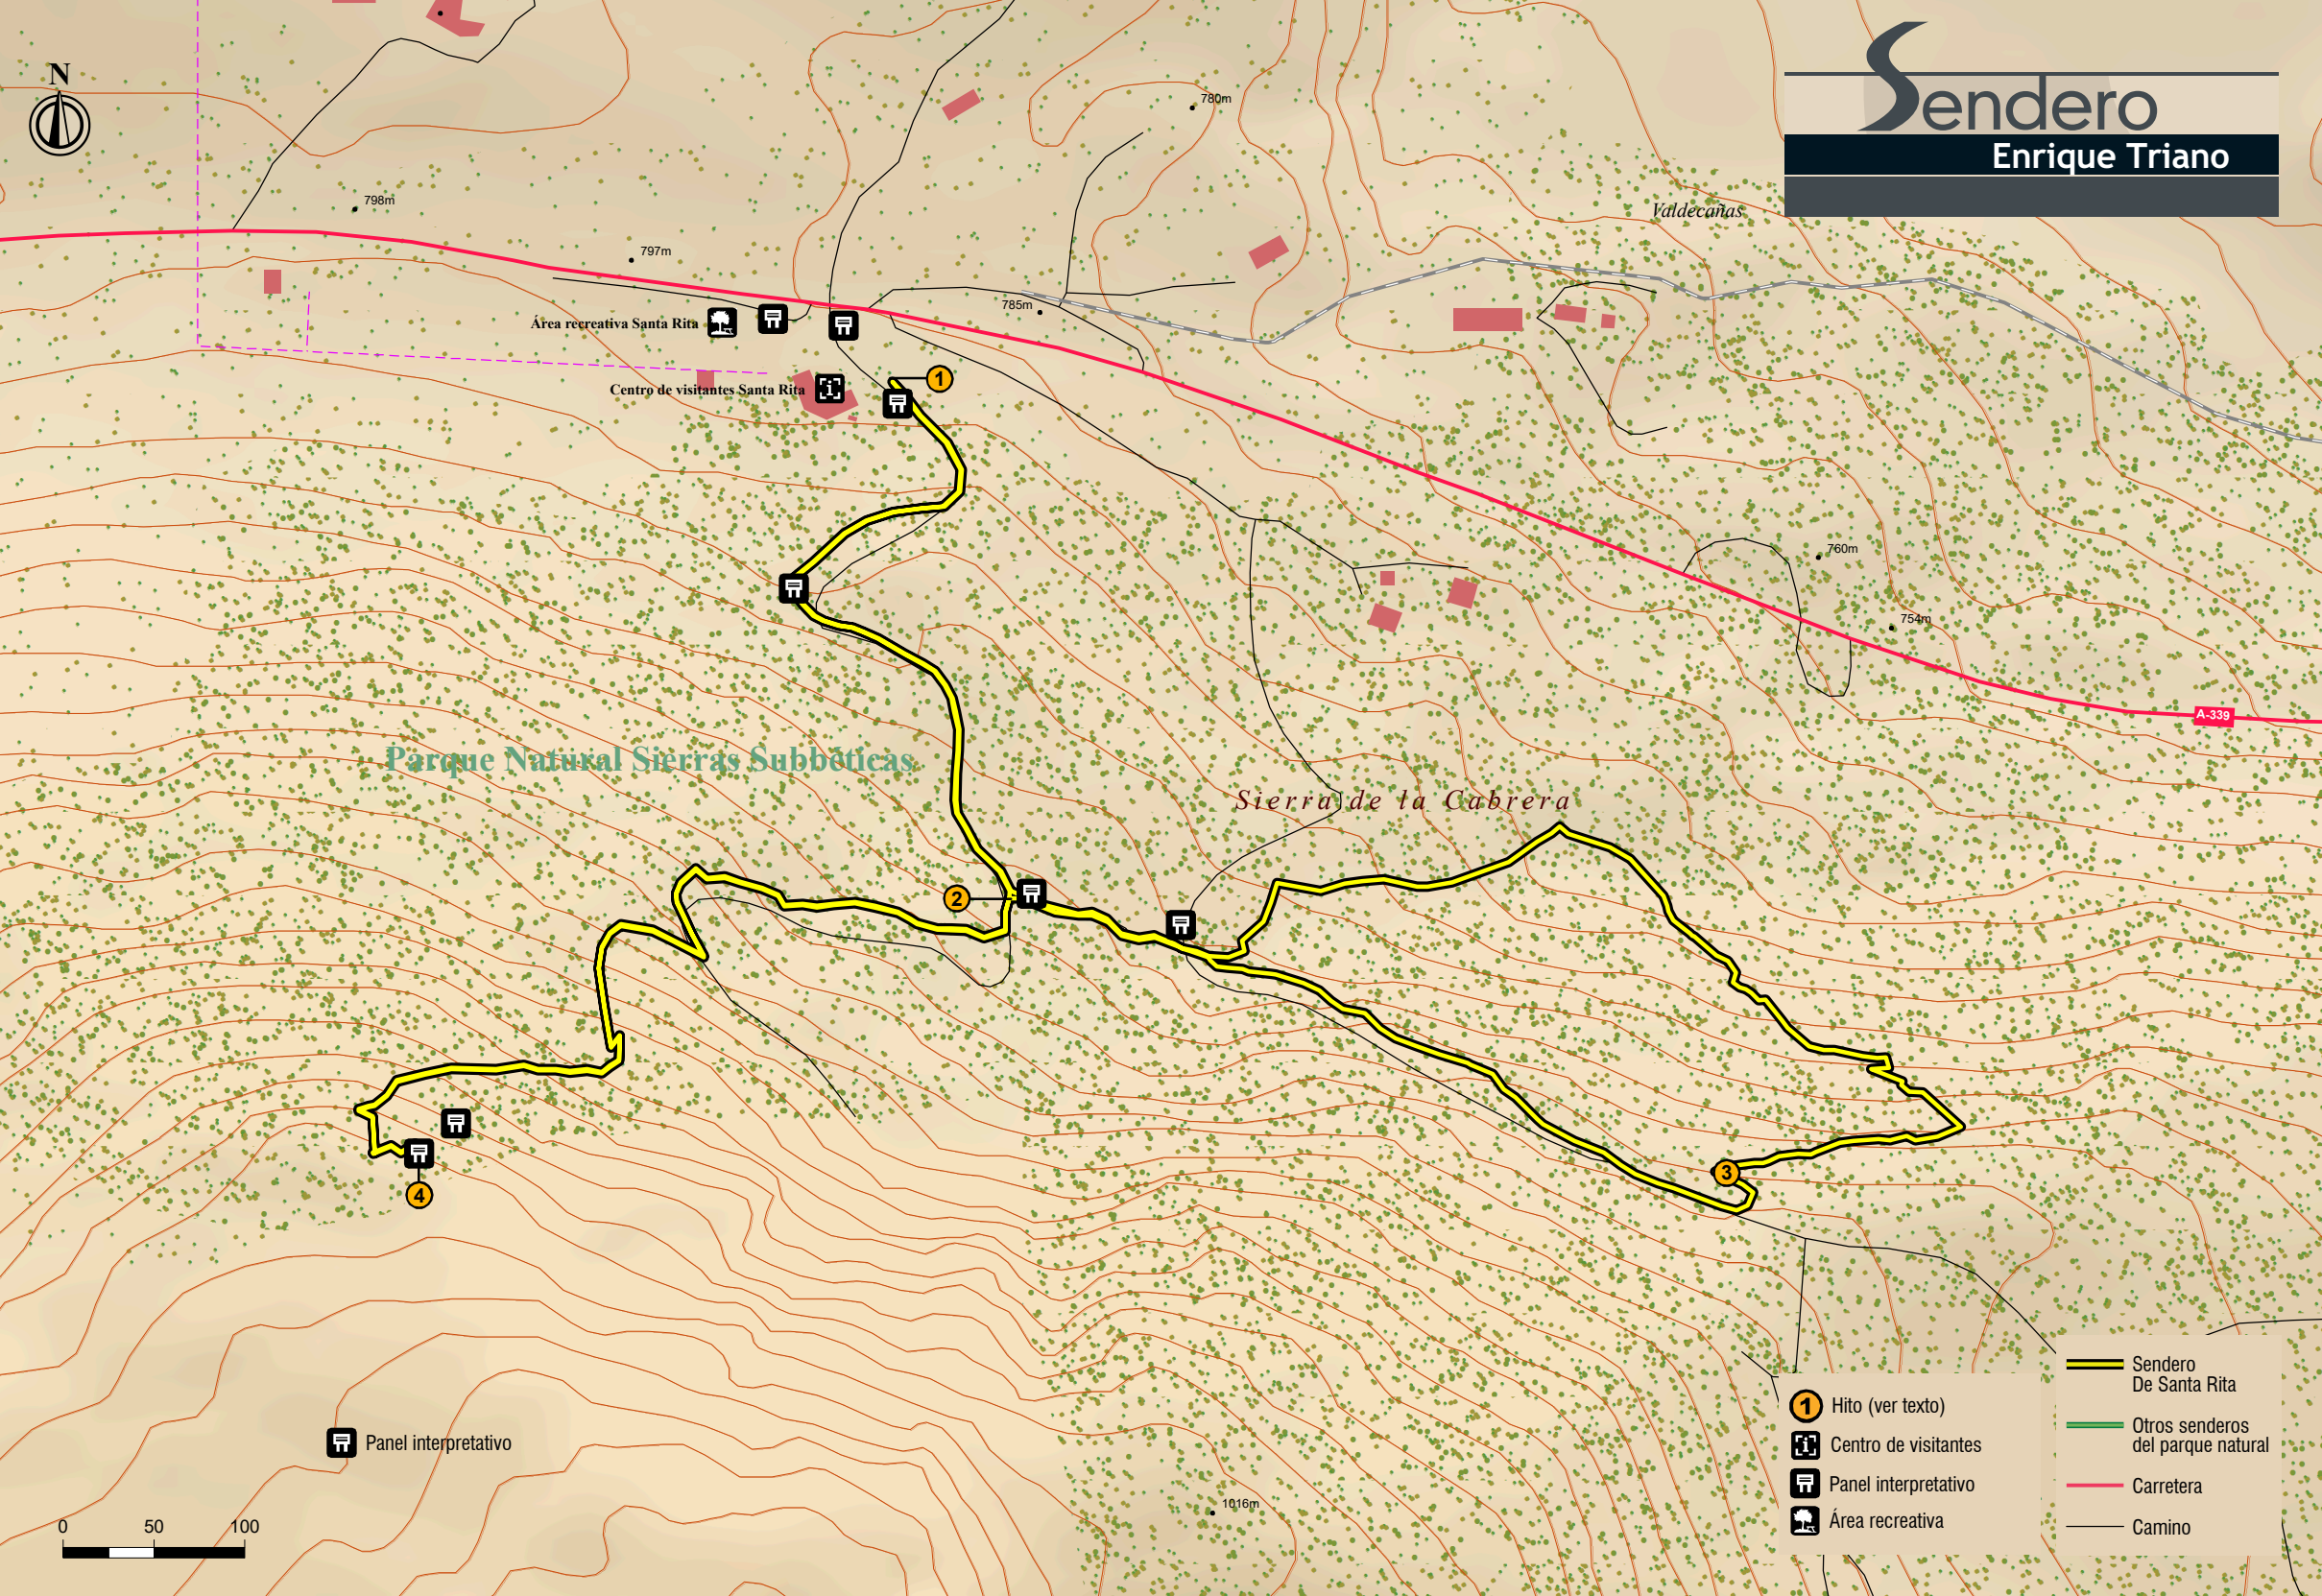 Sendero
Enrique Triano
N
780m
798m
Valdecañas
797m
785m
Área recreativa Santa Rita
1
Centro de visitantes Santa Rita
760m
754m
A-339
Parque Natural Sierras Subbéticas
Sierra de la Cabrera
2
3
4
Sendero
De Santa Rita
1 Hito (ver texto)
Otros senderos
del parque natural
Panel interpretativo
Centro de visitantes
Panel interpretativo
Carretera
1016m
Área recreativa
Camino
0 50 100